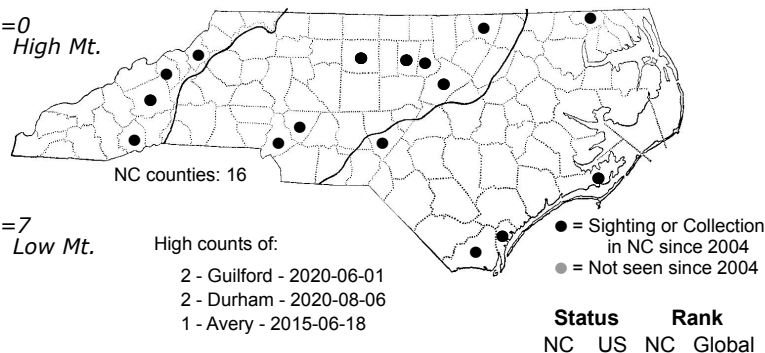 =0
High Mt.
NC counties: 16
=7
Low Mt.
High counts of:
2 - Guilford - 2020-06-01
2 - Durham - 2020-08-06
1 - Avery - 2015-06-18
● = Sighting or Collection
in NC since 2004
● = Not seen since 2004
Status Rank
NC US NC Global